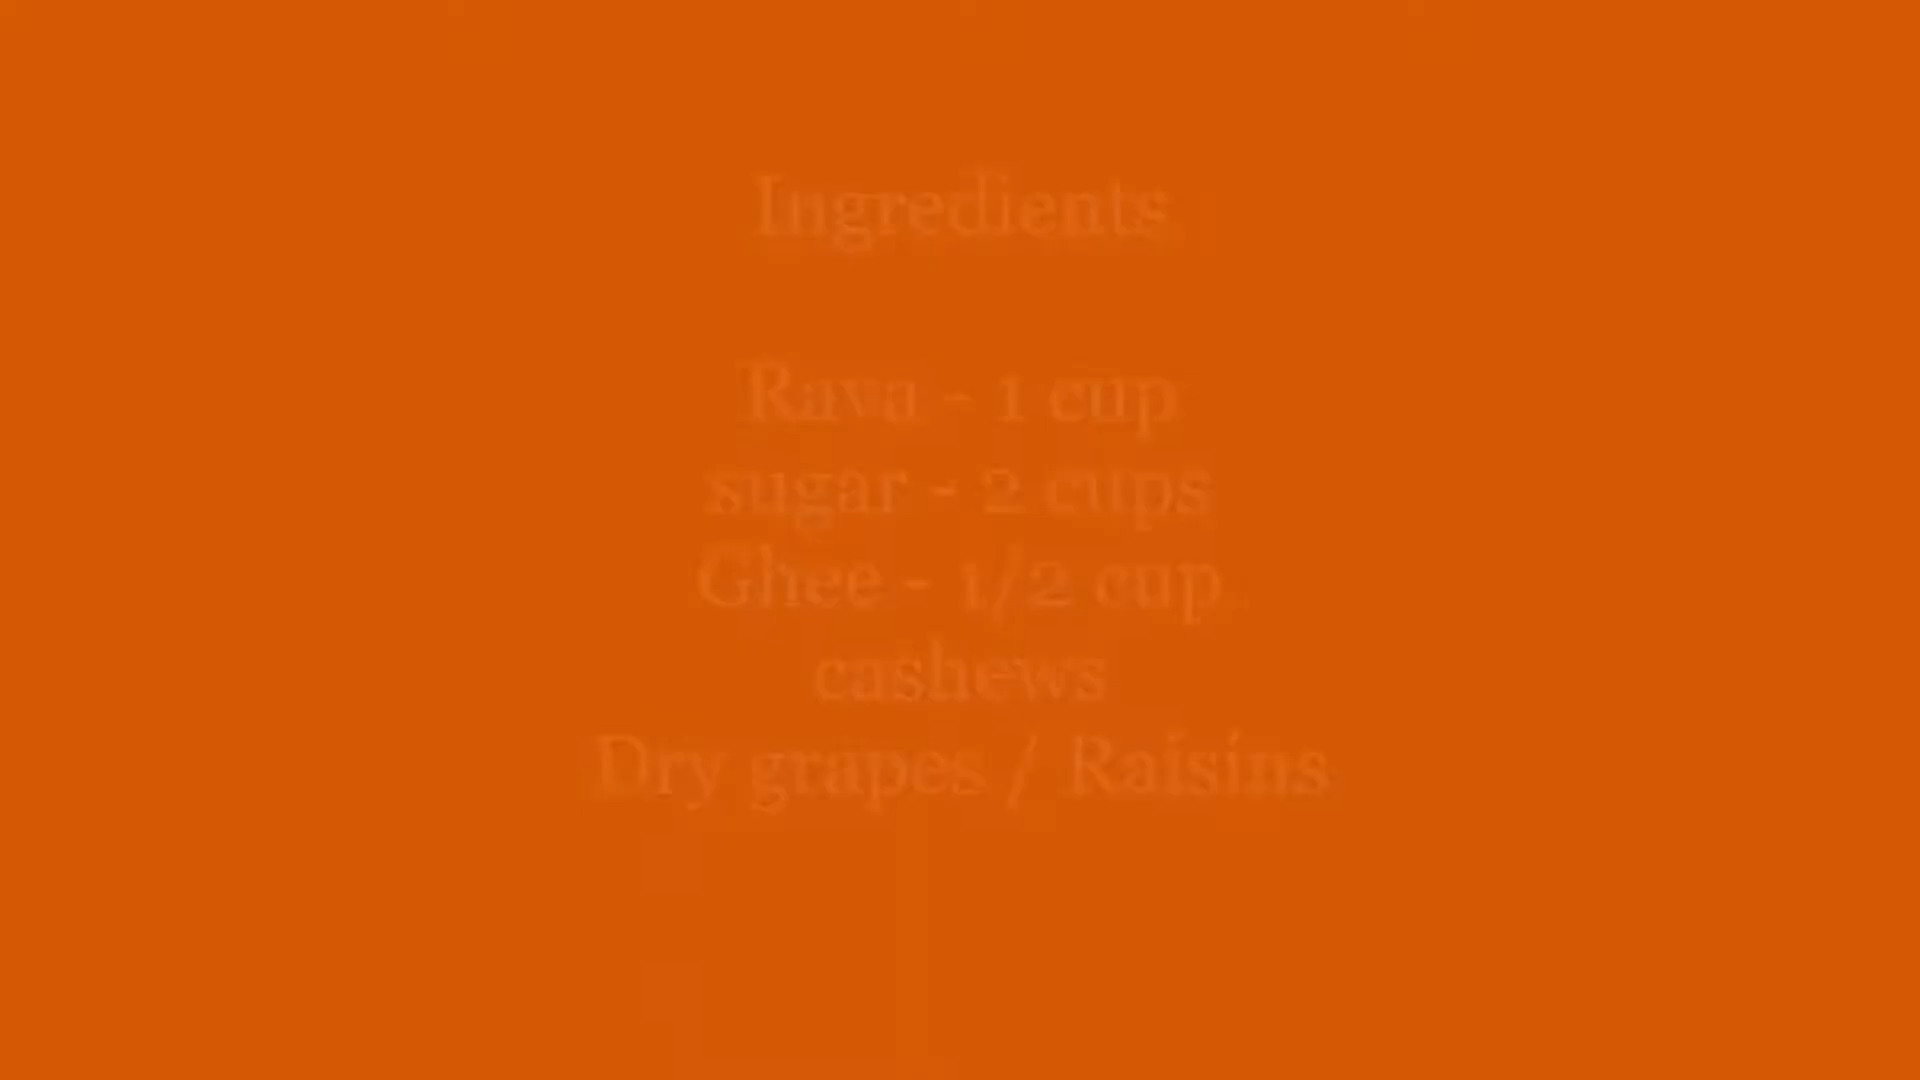 Ingredients
Rava - 1 cup
sugar - 2 cups
Ghee - 1/2 cup
cashews
Dry grapes / Raisins